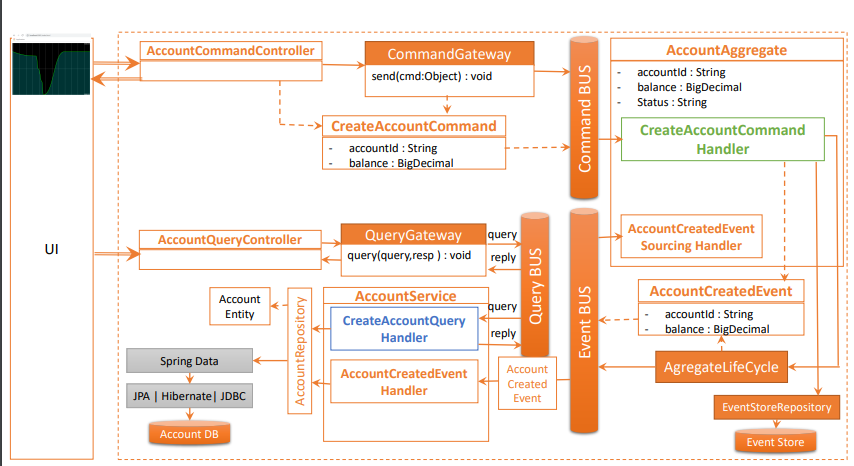 AccountCommandController
CommandGateway
send(cmd:Object) : void
Command BUS
AccountAggregate
- accountId : String
- balance : BigDecimal
- Status : String
CreateAccountCommand
- accountId : String
- balance : BigDecimal
CreateAccountCommand
Handler
UI
AccountQueryController
QueryGateway
query(query,resp ) : void
query
reply
Query BUS
Event BUS
AccountCreatedEvent
Sourcing Handler
AccountService
CreateAccountQuery
Handler
query
reply
AccountCreatedEvent
Handler
Account
Created
Event
Account
Entity
AccountRepository
Spring Data
JPA | Hibernate| JDBC
Account DB
AccountCreatedEvent
- accountId : String
- balance : BigDecimal
AgregateLifeCycle
EventStoreRepository
Event Store